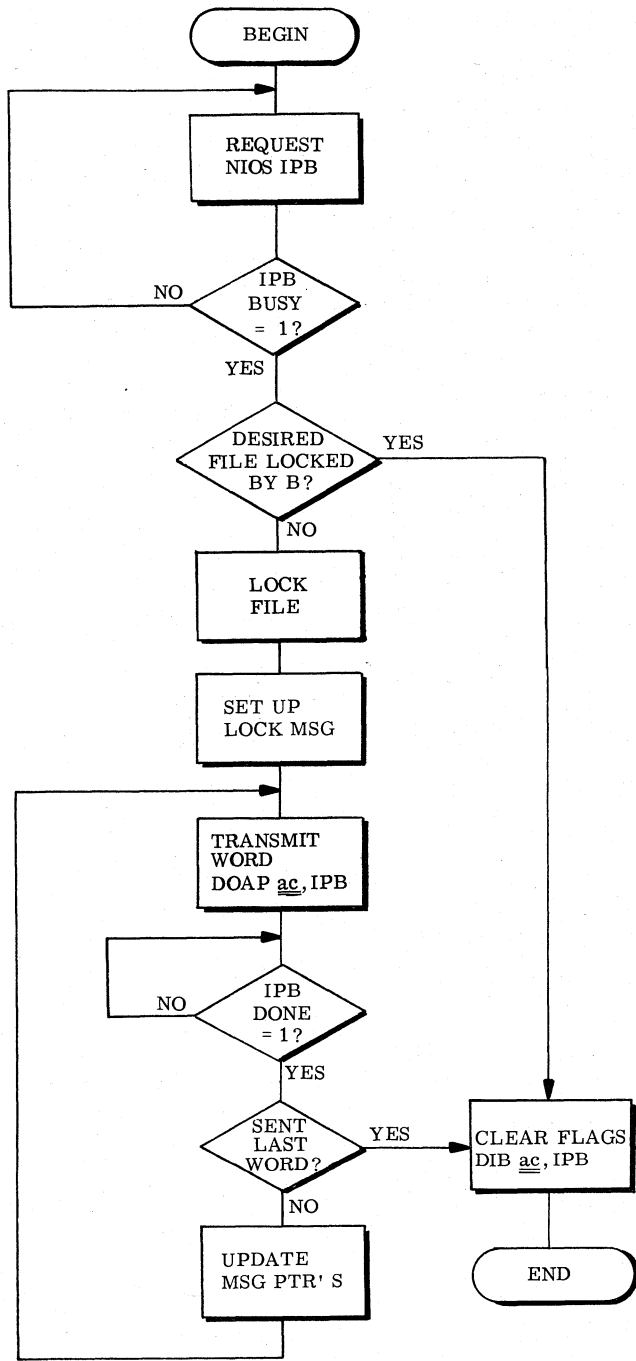 BEGIN
REQUEST
NIOS IPB
IPB
BUSY
= 1?
NO
YES
DESIRED
FILE LOCKED
BY B?
YES
NO
LOCK
FILE
SET UP
LOCK MSG
TRANSMIT
WORD
DOAP ac, IPB
IPB
DONE
= 1?
NO
YES
SENT
LAST
WORD?
YES
NO
CLEAR FLAGS
DIB ac, IPB
UPDATE
MSG PTR' S
END